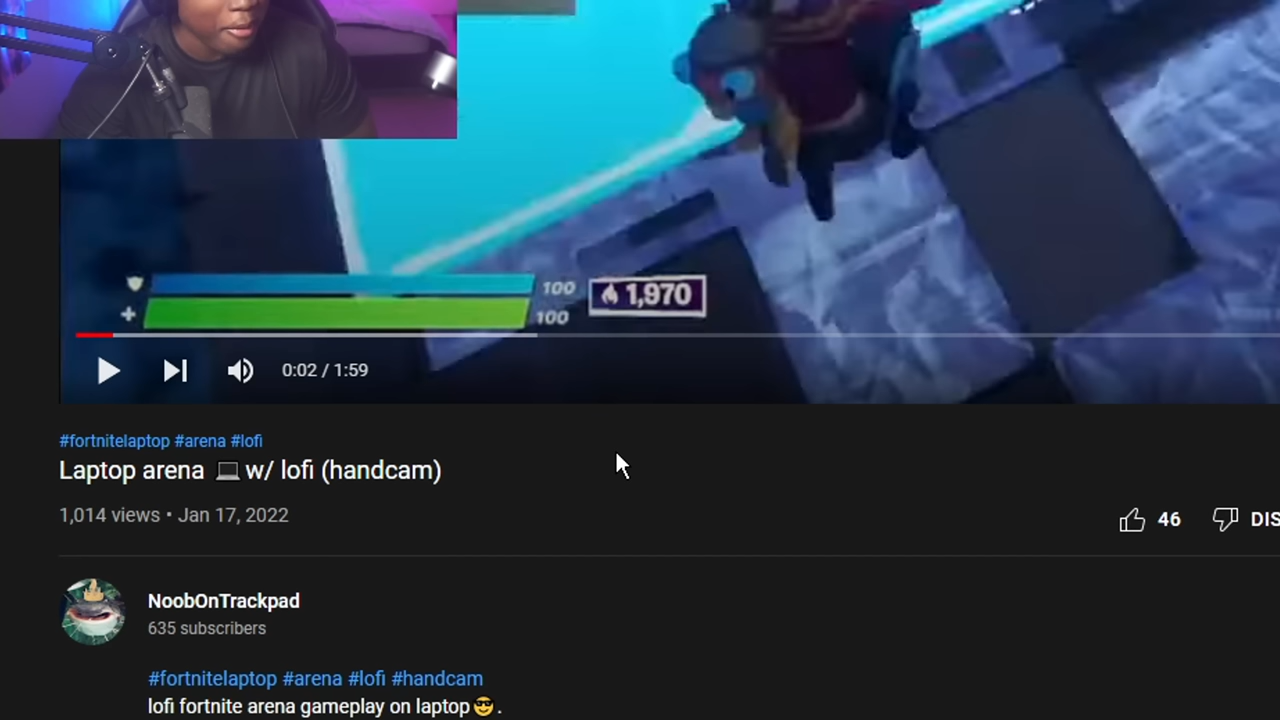 100
1,970
100
0:02 / 1:59
#fortnitelaptop #arena #lofi
Laptop arena 💻 w/ lofi (handcam)
1,014 views • Jan 17, 2022
46
DIS
NoobOnTrackpad
635 subscribers
#fortnitelaptop #arena #lofi #handcam
lofi fortnite arena gameplay on laptop😎.